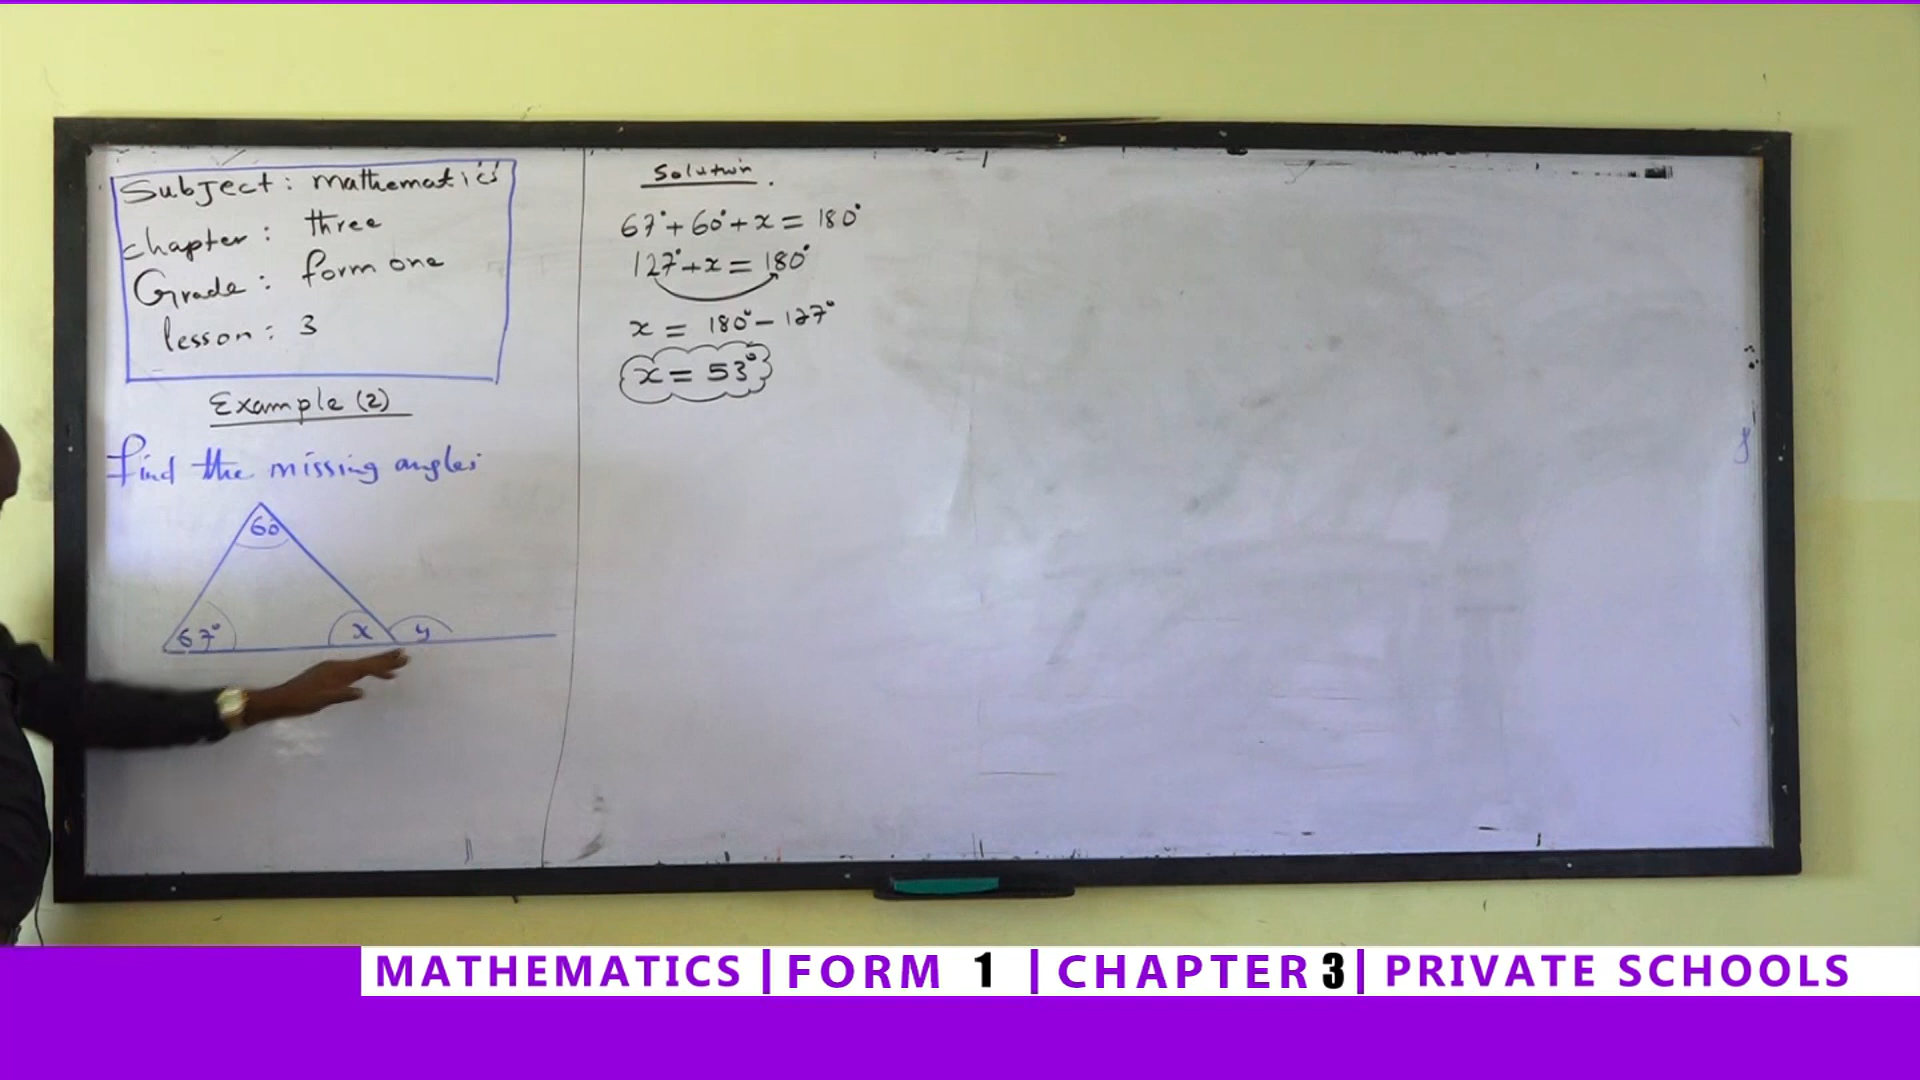 Subject: mathematics
chapter: three
Grade: form one
lesson: 3
Example (2)
find the missing angles
60
67° x y
Solution.
67°+60°+x=180°
127°+x=180°
x = 180°-127°
x = 53°
MATHEMATICS | FORM 1 | CHAPTER 3 | PRIVATE SCHOOLS